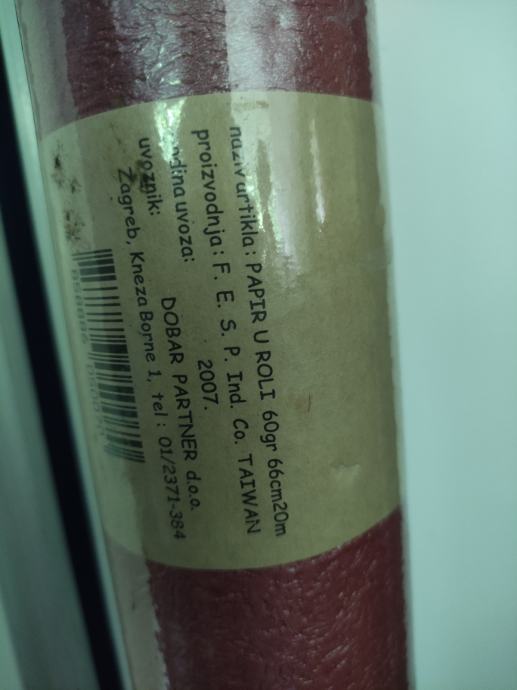 naziv artikla: PAPIR U ROLI 60gr 66cm20m
proizvodnja: F. E. S. P. Ind. Co. TAIWAN
uvoza: 2007.
uvoznik: DOBAR PARTNER d.o.o.
Zagreb, Kneza Borne 1, tel: 01/2371-384